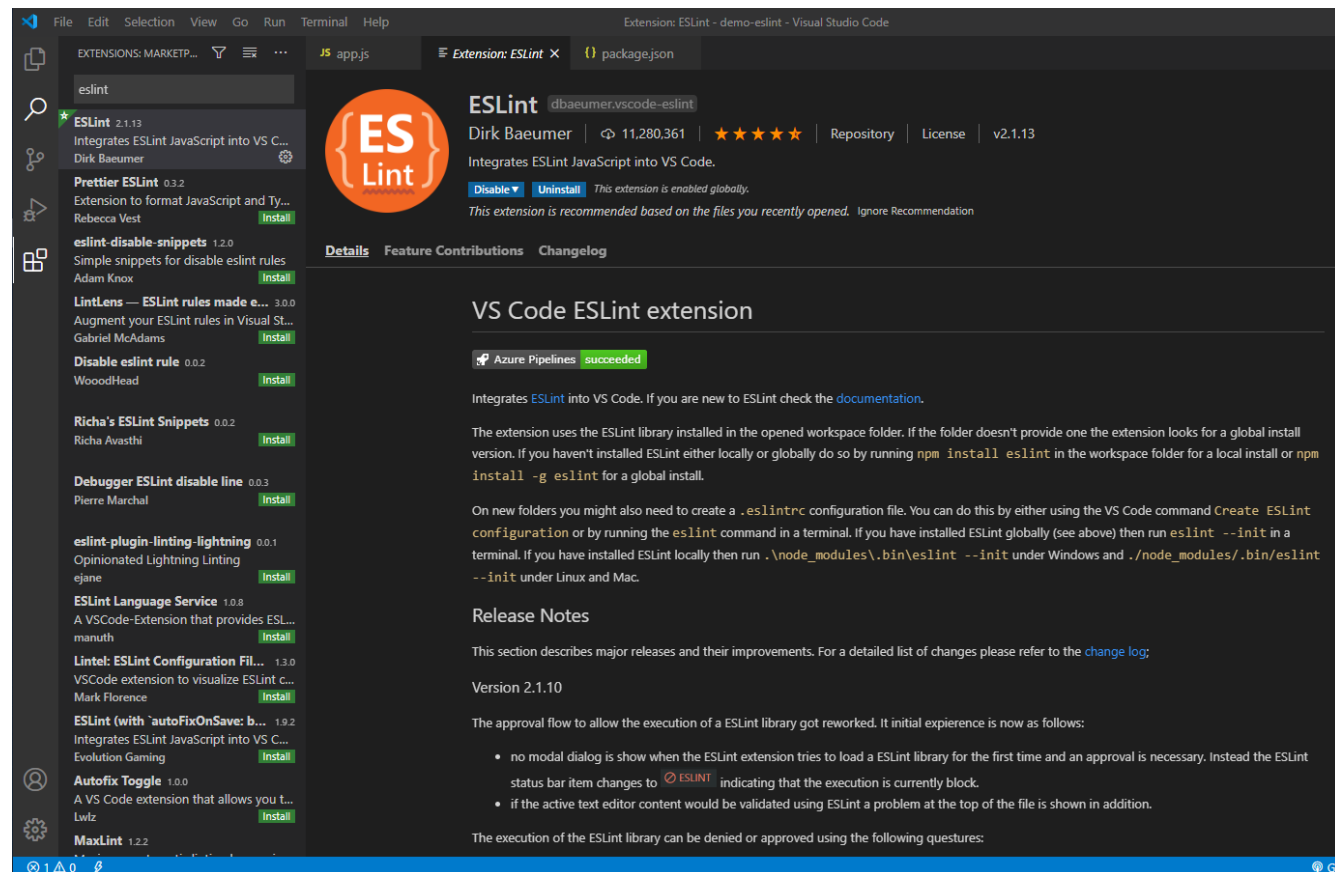 File Edit Selection View Go Run Terminal Help
Extension: ESLint - demo-eslint - Visual Studio Code
EXTENSIONS: MARKETP...
eslint
ESLint 2.1.13
Integrates ESLint JavaScript into VS C...
Dirk Baeumer
Prettier ESLint 0.3.2
Extension to format JavaScript and Ty...
Rebecca Vest Install
eslint-disable-snippets 1.2.0
Simple snippets for disable eslint rules
Adam Knox Install
LintLens — ESLint rules made e... 3.0.0
Augment your ESLint rules in Visual St...
Gabriel McAdams Install
Disable eslint rule 0.0.2
WooodHead Install
Richa's ESLint Snippets 0.0.2
Richa Avasthi Install
Debugger ESLint disable line 0.0.3
Pierre Marchal Install
eslint-plugin-linting-lightning 0.0.1
Opinionated Lightning Linting
ejane Install
ESLint Language Service 1.0.8
A VSCode-Extension that provides ESL...
manuth Install
Lintel: ESLint Configuration Fil... 1.3.0
VSCode extension to visualize ESLint c...
Mark Florence Install
ESLint (with `autoFixOnSave: b... 1.9.2
Integrates ESLint JavaScript into VS C...
Evolution Gaming Install
Autofix Toggle 1.0.0
A VS Code extension that allows you t...
Lwlz Install
MaxLint 1.2.2
JS app.js
Extension: ESLint
{} package.json
{ES Lint}
ESLint dbaeumer.vscode-eslint
Dirk Baeumer 11,280,361 Repository License v2.1.13
Integrates ESLint JavaScript into VS Code.
Disable Uninstall This extension is enabled globally.
This extension is recommended based on the files you recently opened. Ignore Recommendation
Details Feature Contributions Changelog
VS Code ESLint extension
Azure Pipelines succeeded
Integrates ESLint into VS Code. If you are new to ESLint check the documentation.
The extension uses the ESLint library installed in the opened workspace folder. If the folder doesn't provide one the extension looks for a global install
version. If you haven't installed ESLint either locally or globally do so by running npm install eslint in the workspace folder for a local install or npm
install -g eslint for a global install.
On new folders you might also need to create a .eslintrc configuration file. You can do this by either using the VS Code command Create ESLint
configuration or by running the eslint command in a terminal. If you have installed ESLint globally (see above) then run eslint --init in a
terminal. If you have installed ESLint locally then run .\node_modules\.bin\eslint --init under Windows and ./node_modules/.bin/eslint
--init under Linux and Mac.
Release Notes
This section describes major releases and their improvements. For a detailed list of changes please refer to the change log;
Version 2.1.10
The approval flow to allow the execution of a ESLint library got reworked. It initial expierence is now as follows:
• no modal dialog is show when the ESLint extension tries to load a ESLint library for the first time and an approval is necessary. Instead the ESLint
status bar item changes to ESLINT indicating that the execution is currently block.
• if the active text editor content would be validated using ESLint a problem at the top of the file is shown in addition.
The execution of the ESLint library can be denied or approved using the following questures:
1 0